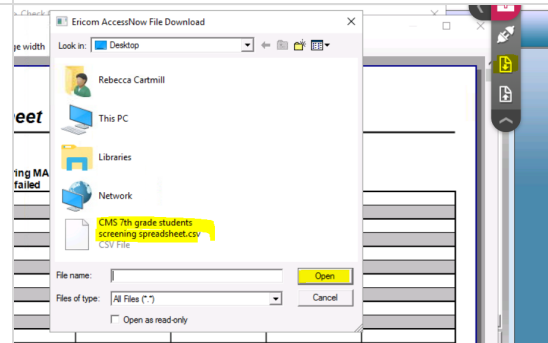 Check
Ericom AccessNow File Download
ge width
Look in:
Desktop
Rebecca Cartmill
This PC
eet
Libraries
ing MA
failed
Network
CMS 7th grade students
screening spreadsheet.csv
CSV File
File name:
Open
Files of type:
All Files (*.*)
Cancel
Open as read-only